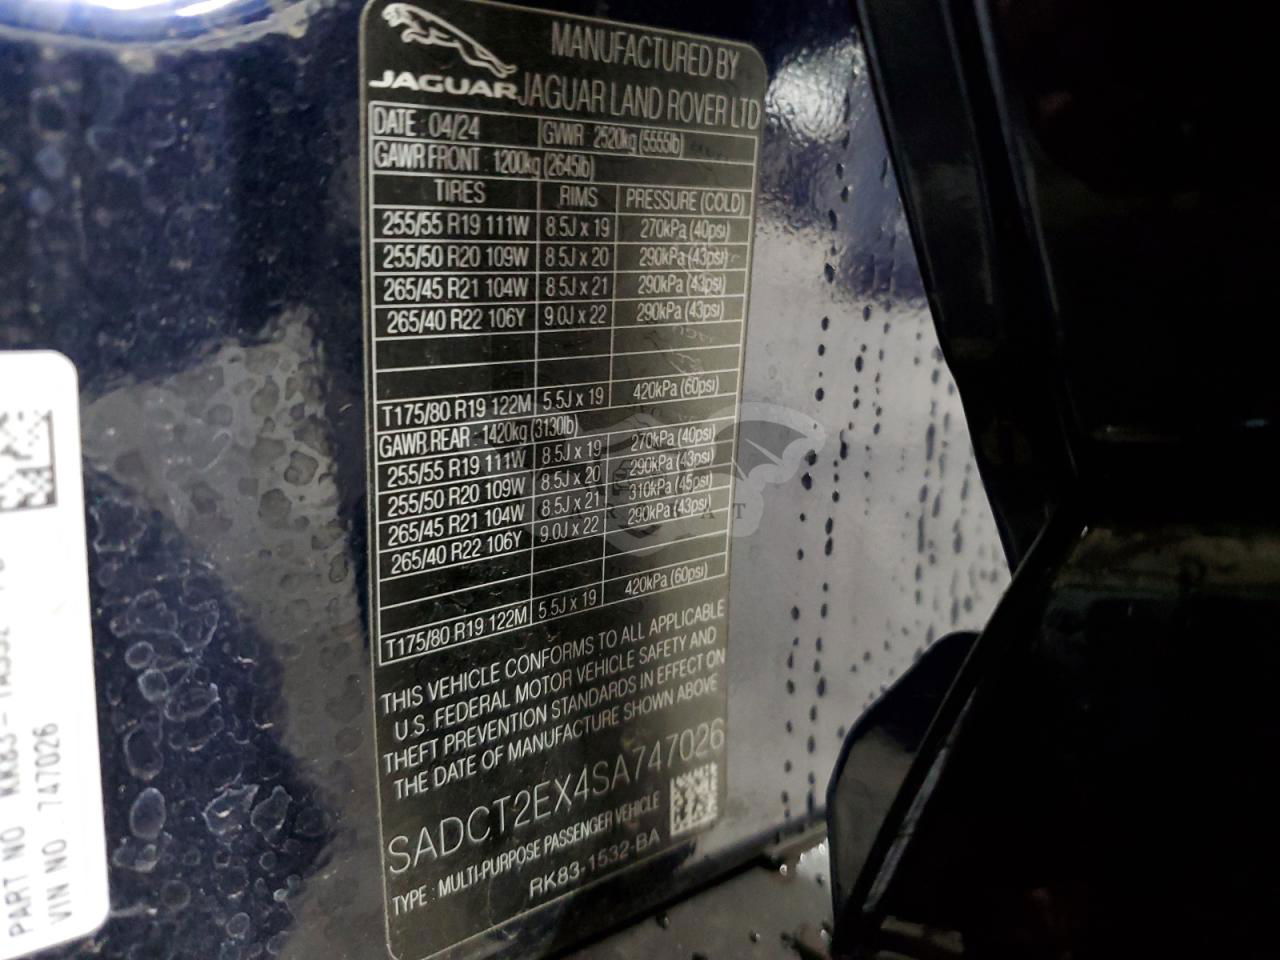 JAGUAR
MANUFACTURED BY
JAGUAR LAND ROVER LTD
DATE : 04/24 GVWR : 2520kg (5555lb)
GAWR FRONT : 1200kg (2645lb)
TIRES RIMS PRESSURE (COLD)
255/55 R19 111W 8.5J x 19 270kPa (40psi)
255/50 R20 109W 8.5J x 20 290kPa (43psi)
265/45 R21 104W 8.5J x 21 290kPa (43psi)
265/40 R22 106Y 9.0J x 22 290kPa (43psi)
T175/80 R19 122M 5.5J x 19 420kPa (60psi)
GAWR REAR : 1420kg (3130lb)
255/55 R19 111W 8.5J x 19 270kPa (40psi)
255/50 R20 109W 8.5J x 20 290kPa (43psi)
265/45 R21 104W 8.5J x 21 310kPa (45psi)
265/40 R22 106Y 9.0J x 22 290kPa (43psi)
T175/80 R19 122M 5.5J x 19 420kPa (60psi)
THIS VEHICLE CONFORMS TO ALL APPLICABLE
U.S. FEDERAL MOTOR VEHICLE SAFETY AND
THEFT PREVENTION STANDARDS IN EFFECT ON
THE DATE OF MANUFACTURE SHOWN ABOVE
SADCT2EX4SA747026
TYPE : MULTI-PURPOSE PASSENGER VEHICLE
RK83-1532-BA
PART NO
VIN NO : 747026